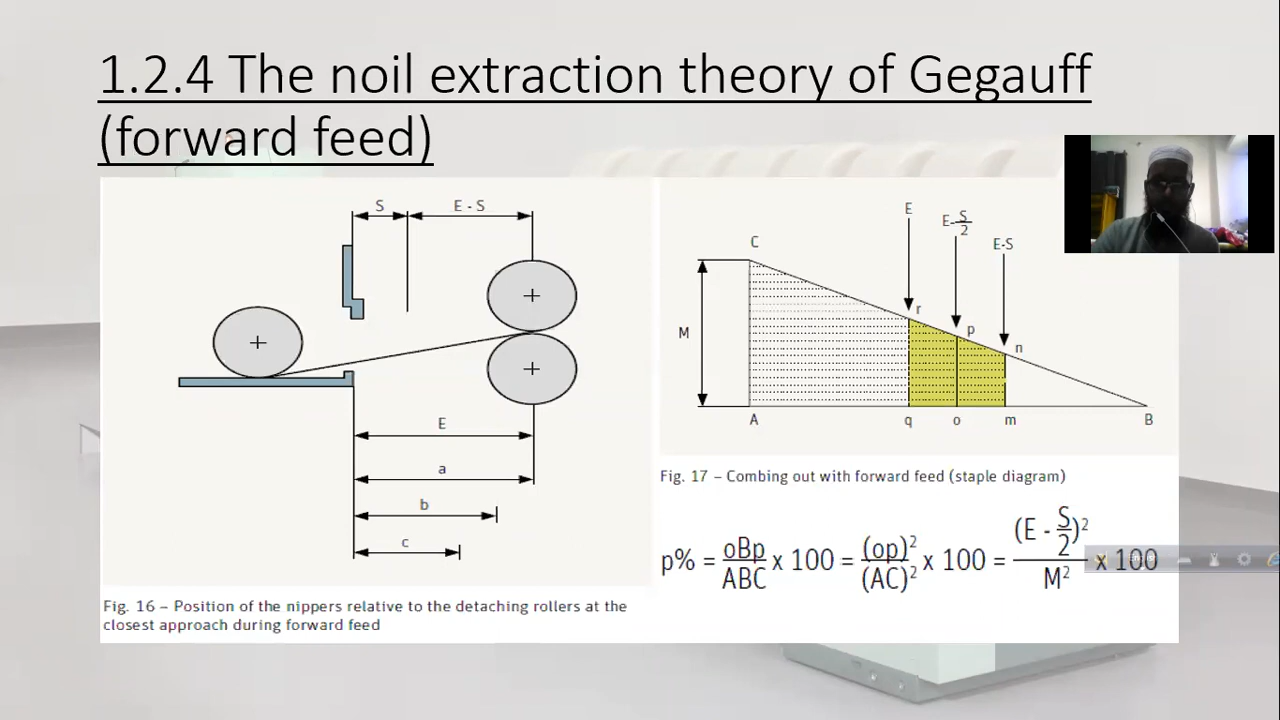 1.2.4 The noil extraction theory of Gegauff
(forward feed)
S
E - S
E
a
b
c
Fig. 16 – Position of the nippers relative to the detaching rollers at the
closest approach during forward feed
E
E-S/2
E-S
C
r
p
n
M
A
q
o
m
B
Fig. 17 – Combing out with forward feed (staple diagram)
p% = oBp/ABC x 100 = (op)²/(AC)² x 100 = (E - S/2)²/M² x 100